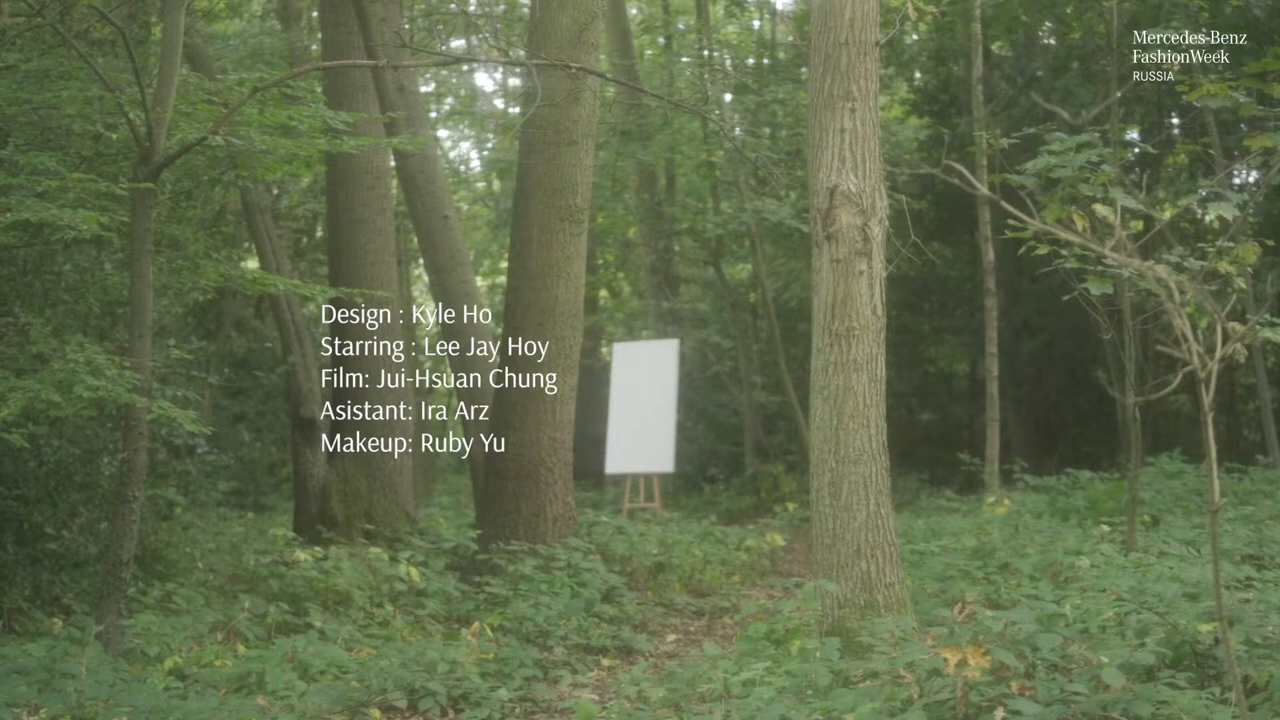 Mercedes-Benz
FashionWeek
RUSSIA
Design : Kyle Ho
Starring : Lee Jay Hoy
Film: Jui-Hsuan Chung
Asistant: Ira Arz
Makeup: Ruby Yu